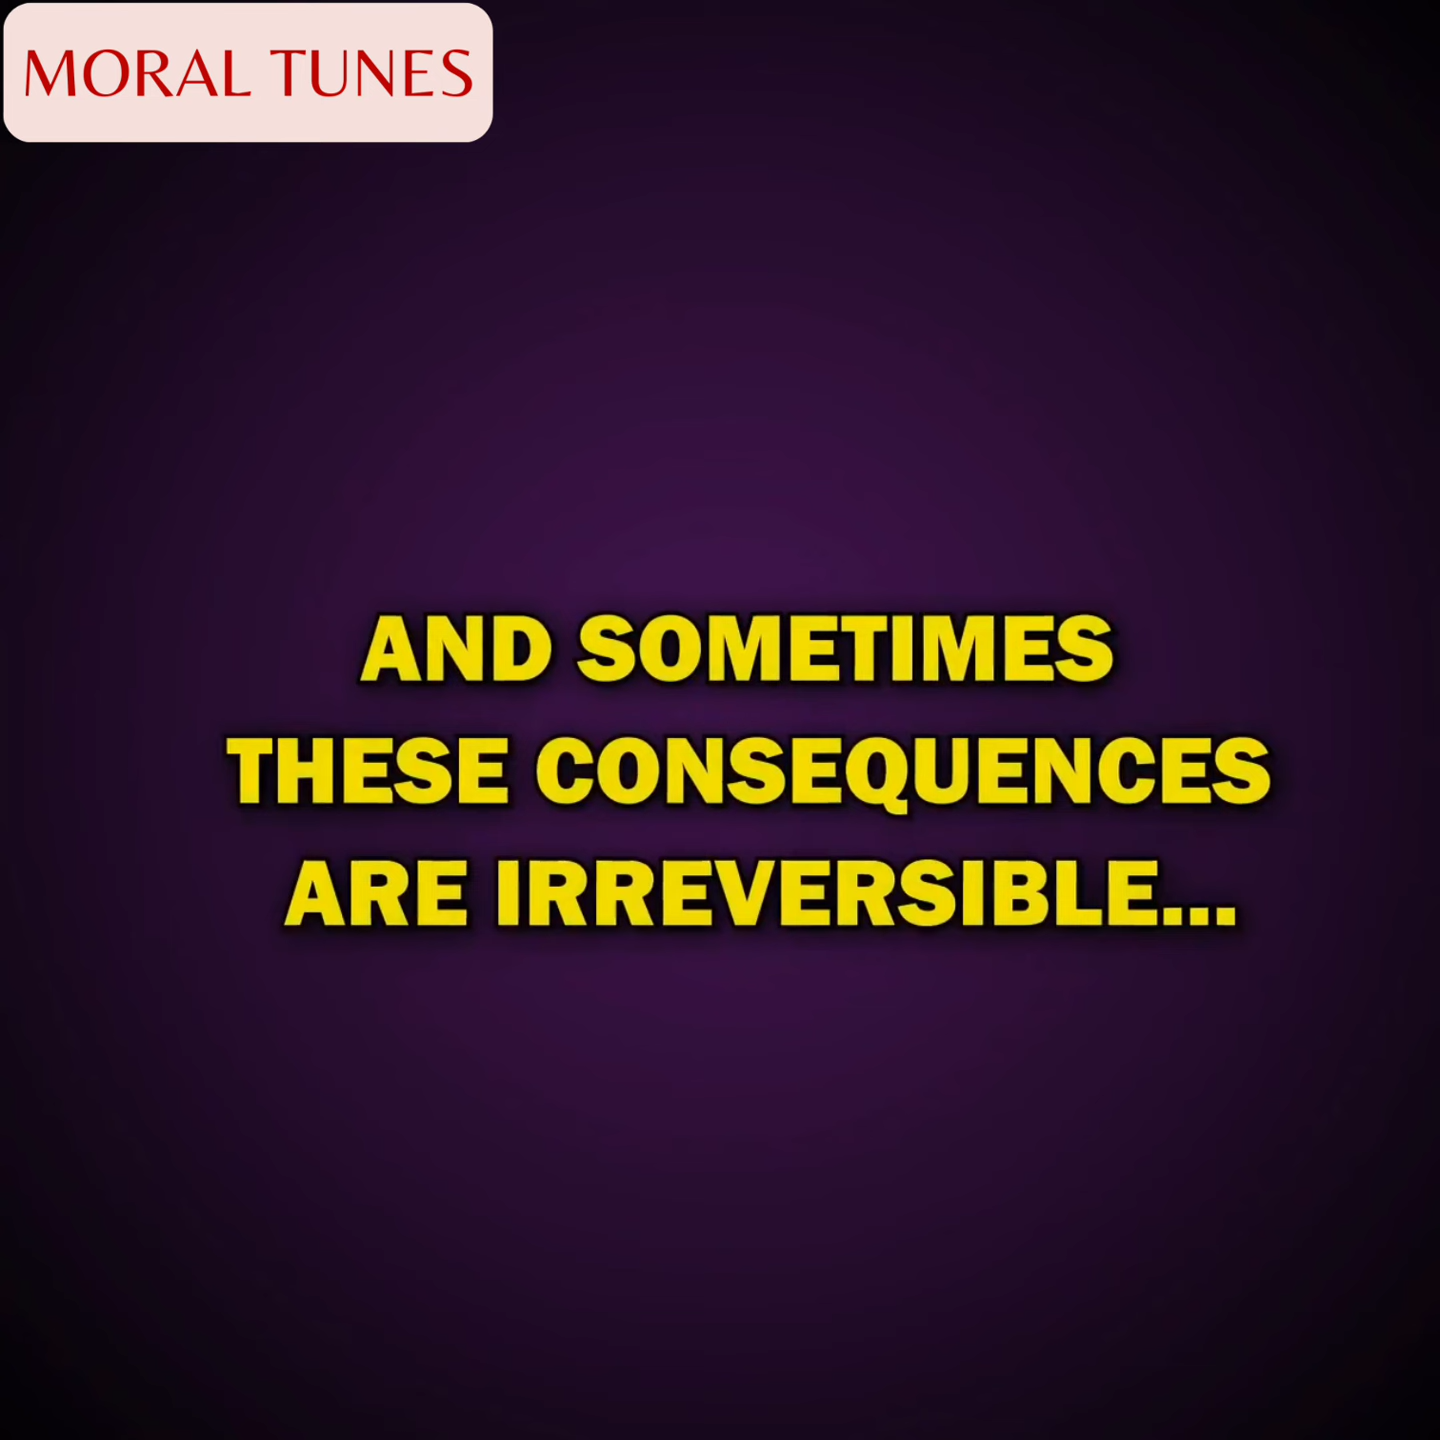 MORAL TUNES
AND SOMETIMES
THESE CONSEQUENCES
ARE IRREVERSIBLE...